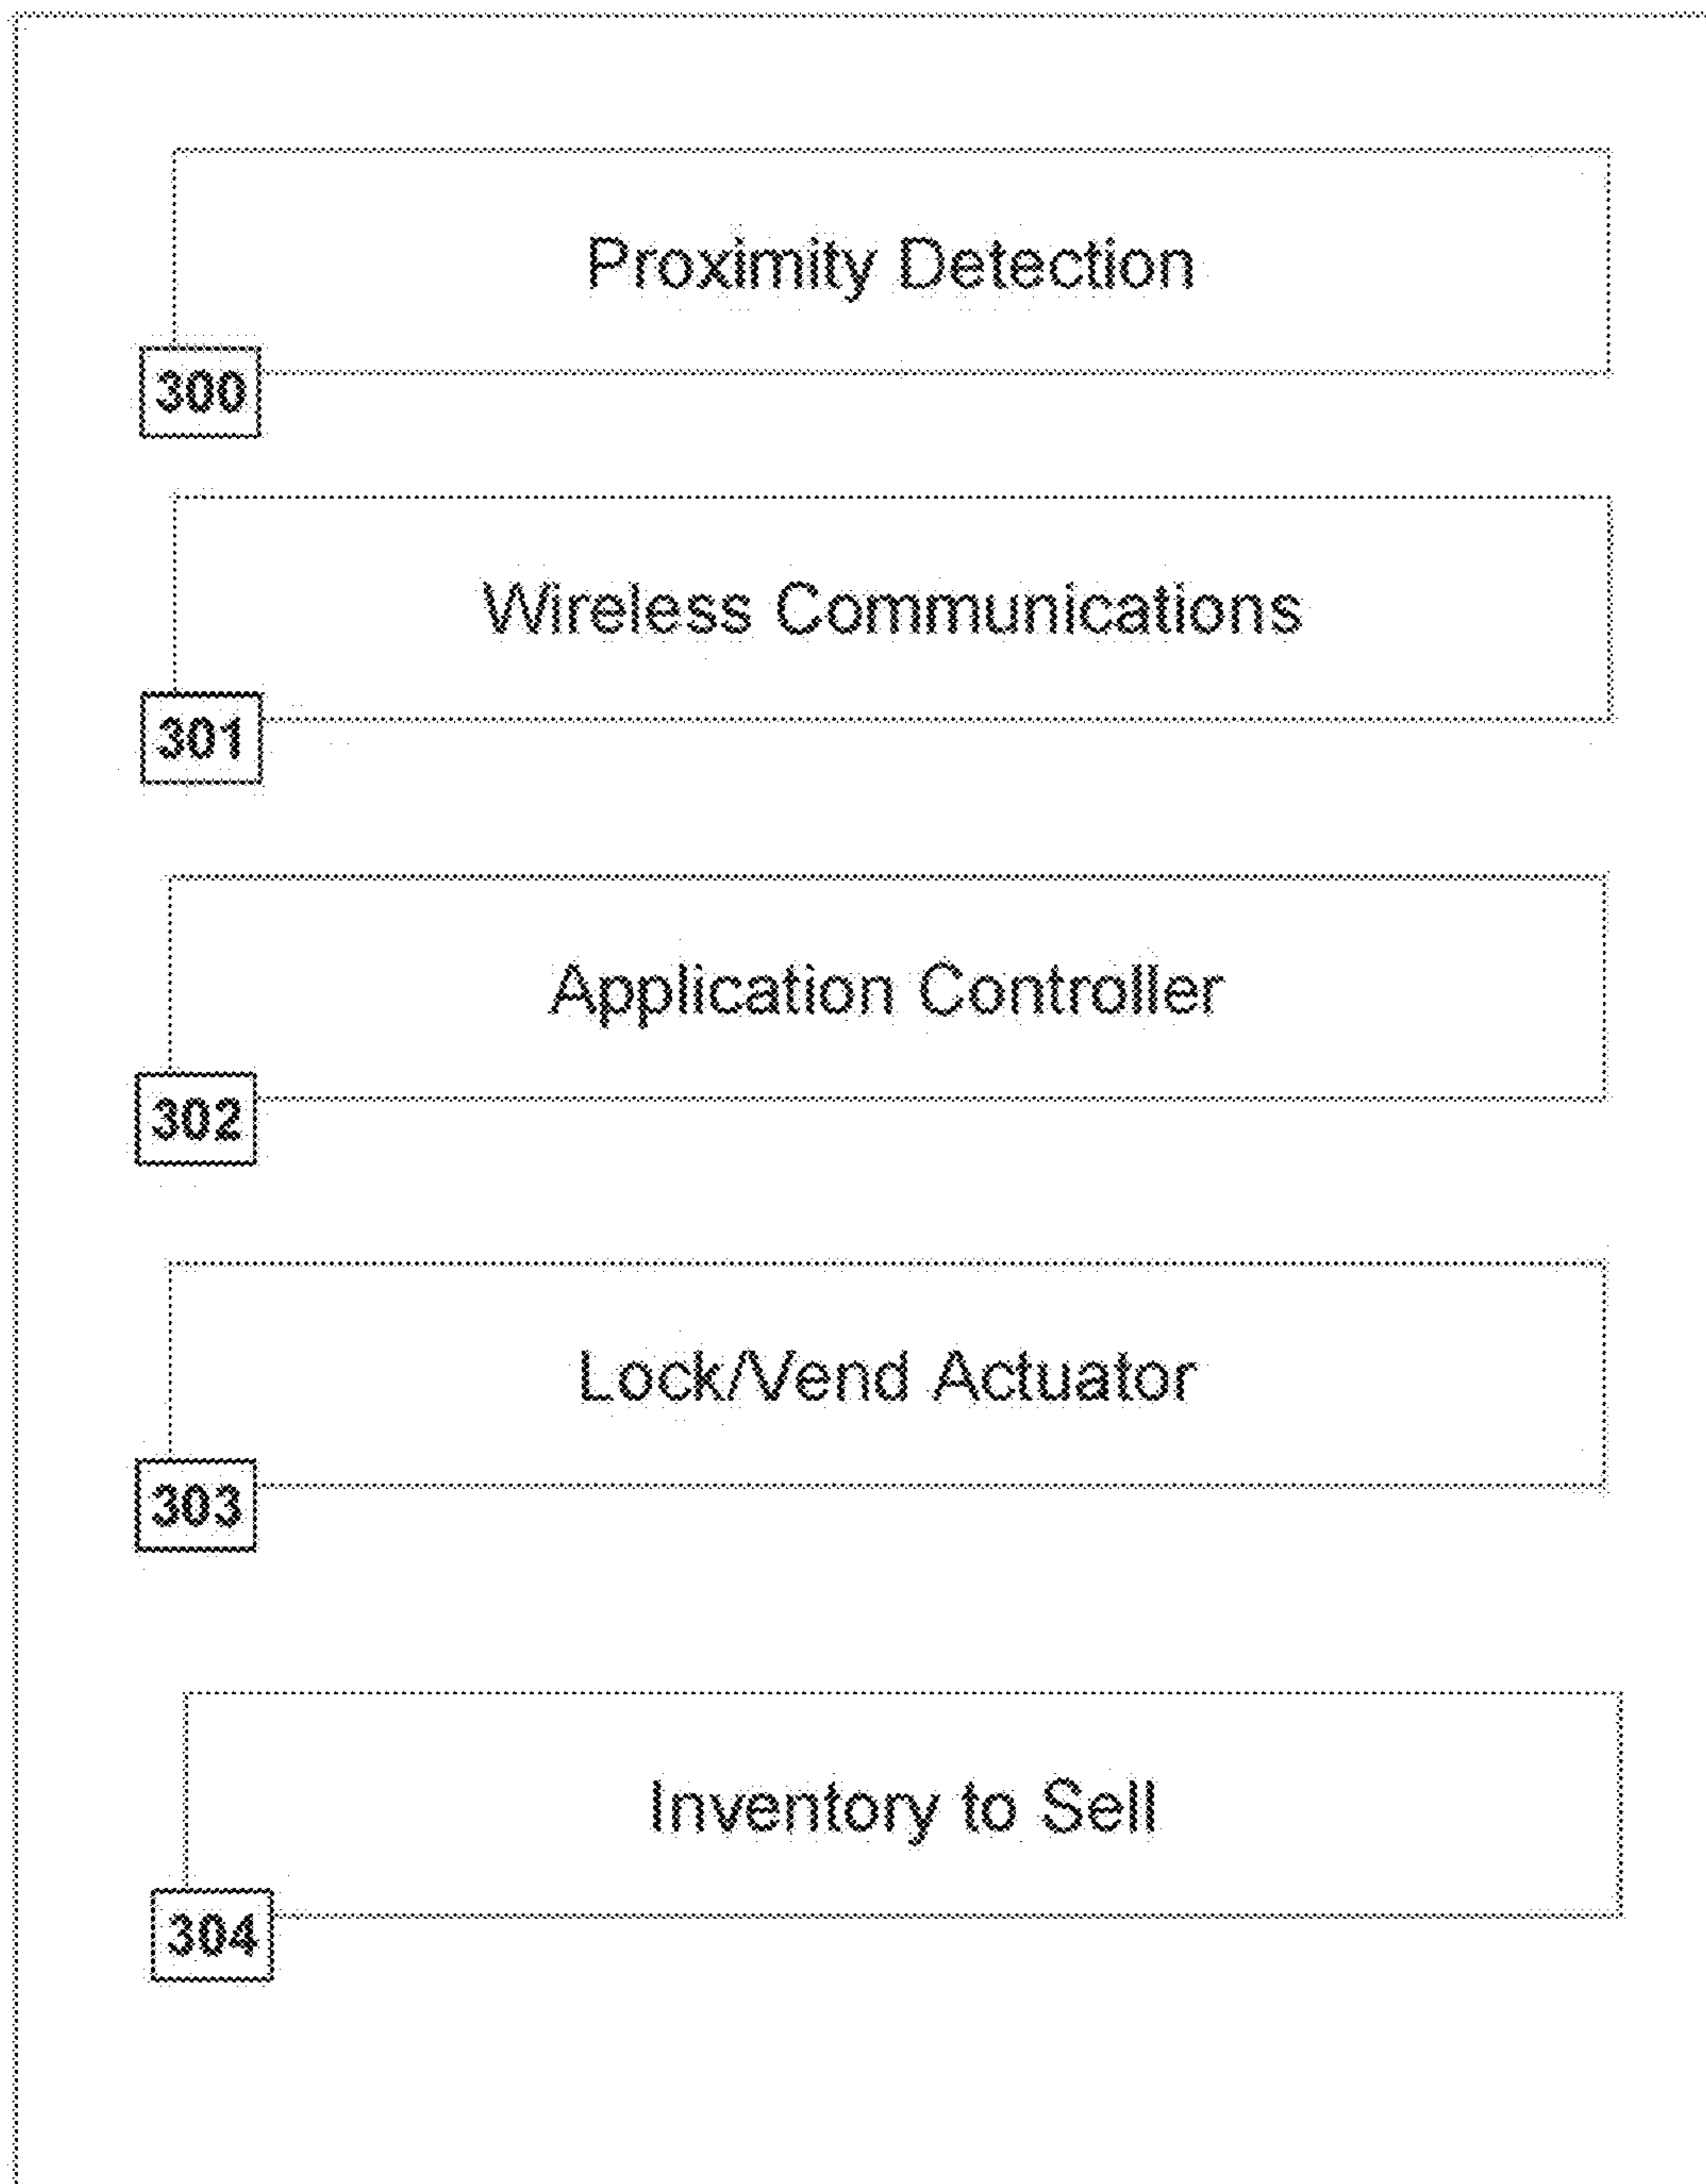 Proximity Detection
300
Wireless Communications
301
Application Controller
302
Lock/Vend Actuator
303
Inventory to Sell
304